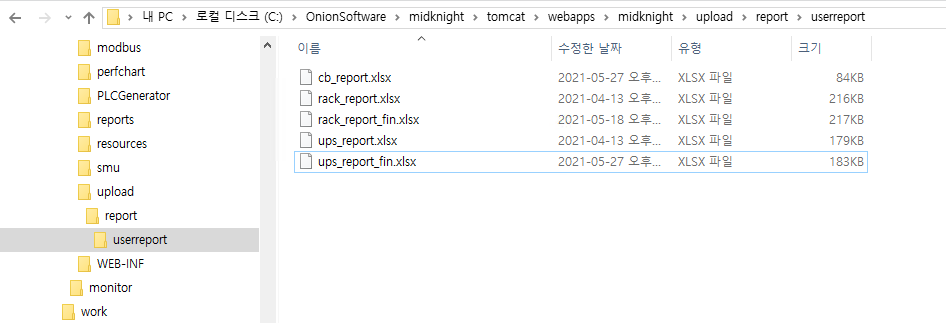 내 PC > 로컬 디스크 (C:) > OnionSoftware > midknight > tomcat > webapps > midknight > upload > report > userreport
modbus
perfchart
PLCGenerator
reports
resources
smu
upload
report
userreport
WEB-INF
monitor
work
이름 수정한 날짜 유형 크기
cb_report.xlsx 2021-05-27 오후... XLSX 파일 84KB
rack_report.xlsx 2021-04-13 오후... XLSX 파일 216KB
rack_report_fin.xlsx 2021-05-18 오후... XLSX 파일 217KB
ups_report.xlsx 2021-04-13 오후... XLSX 파일 179KB
ups_report_fin.xlsx 2021-05-27 오후... XLSX 파일 183KB